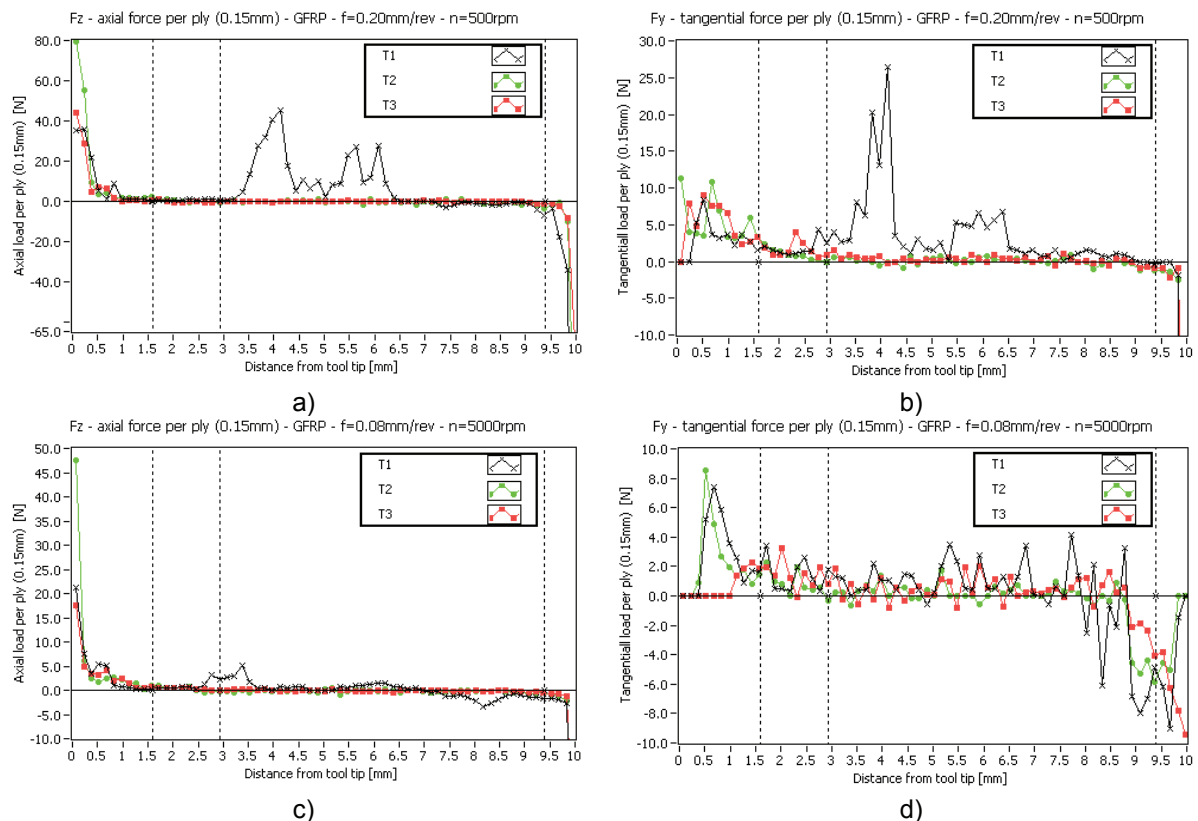 Fz - axial force per ply (0.15mm) - GFRP - f=0.20mm/rev - n=500rpm
80.0
60.0
40.0
20.0
0.0
-20.0
-40.0
-65.0
Axial load per ply (0.15mm) [N]
T1
T2
T3
0 0.5 1 1.5 2 2.5 3 3.5 4 4.5 5 5.5 6 6.5 7 7.5 8 8.5 9 9.5 10
Distance from tool tip [mm]
a)
Fy - tangential force per ply (0.15mm) - GFRP - f=0.20mm/rev - n=500rpm
30.0
25.0
20.0
15.0
10.0
5.0
0.0
-5.0
-10.0
Tangentiall load per ply (0.15mm) [N]
T1
T2
T3
0 0.5 1 1.5 2 2.5 3 3.5 4 4.5 5 5.5 6 6.5 7 7.5 8 8.5 9 9.5 10
Distance from tool tip [mm]
b)
Fz - axial force per ply (0.15mm) - GFRP - f=0.08mm/rev - n=5000rpm
50.0
45.0
40.0
35.0
30.0
25.0
20.0
15.0
10.0
5.0
0.0
-5.0
-10.0
Axial load per ply (0.15mm) [N]
T1
T2
T3
0 0.5 1 1.5 2 2.5 3 3.5 4 4.5 5 5.5 6 6.5 7 7.5 8 8.5 9 9.5 10
Distance from tool tip [mm]
c)
Fy - tangential force per ply (0.15mm) - GFRP - f=0.08mm/rev - n=5000rpm
10.0
8.0
6.0
4.0
2.0
0.0
-2.0
-4.0
-6.0
-8.0
-10.0
Tangentiall load per ply (0.15mm) [N]
T1
T2
T3
0 0.5 1 1.5 2 2.5 3 3.5 4 4.5 5 5.5 6 6.5 7 7.5 8 8.5 9 9.5 10
Distance from tool tip [mm]
d)